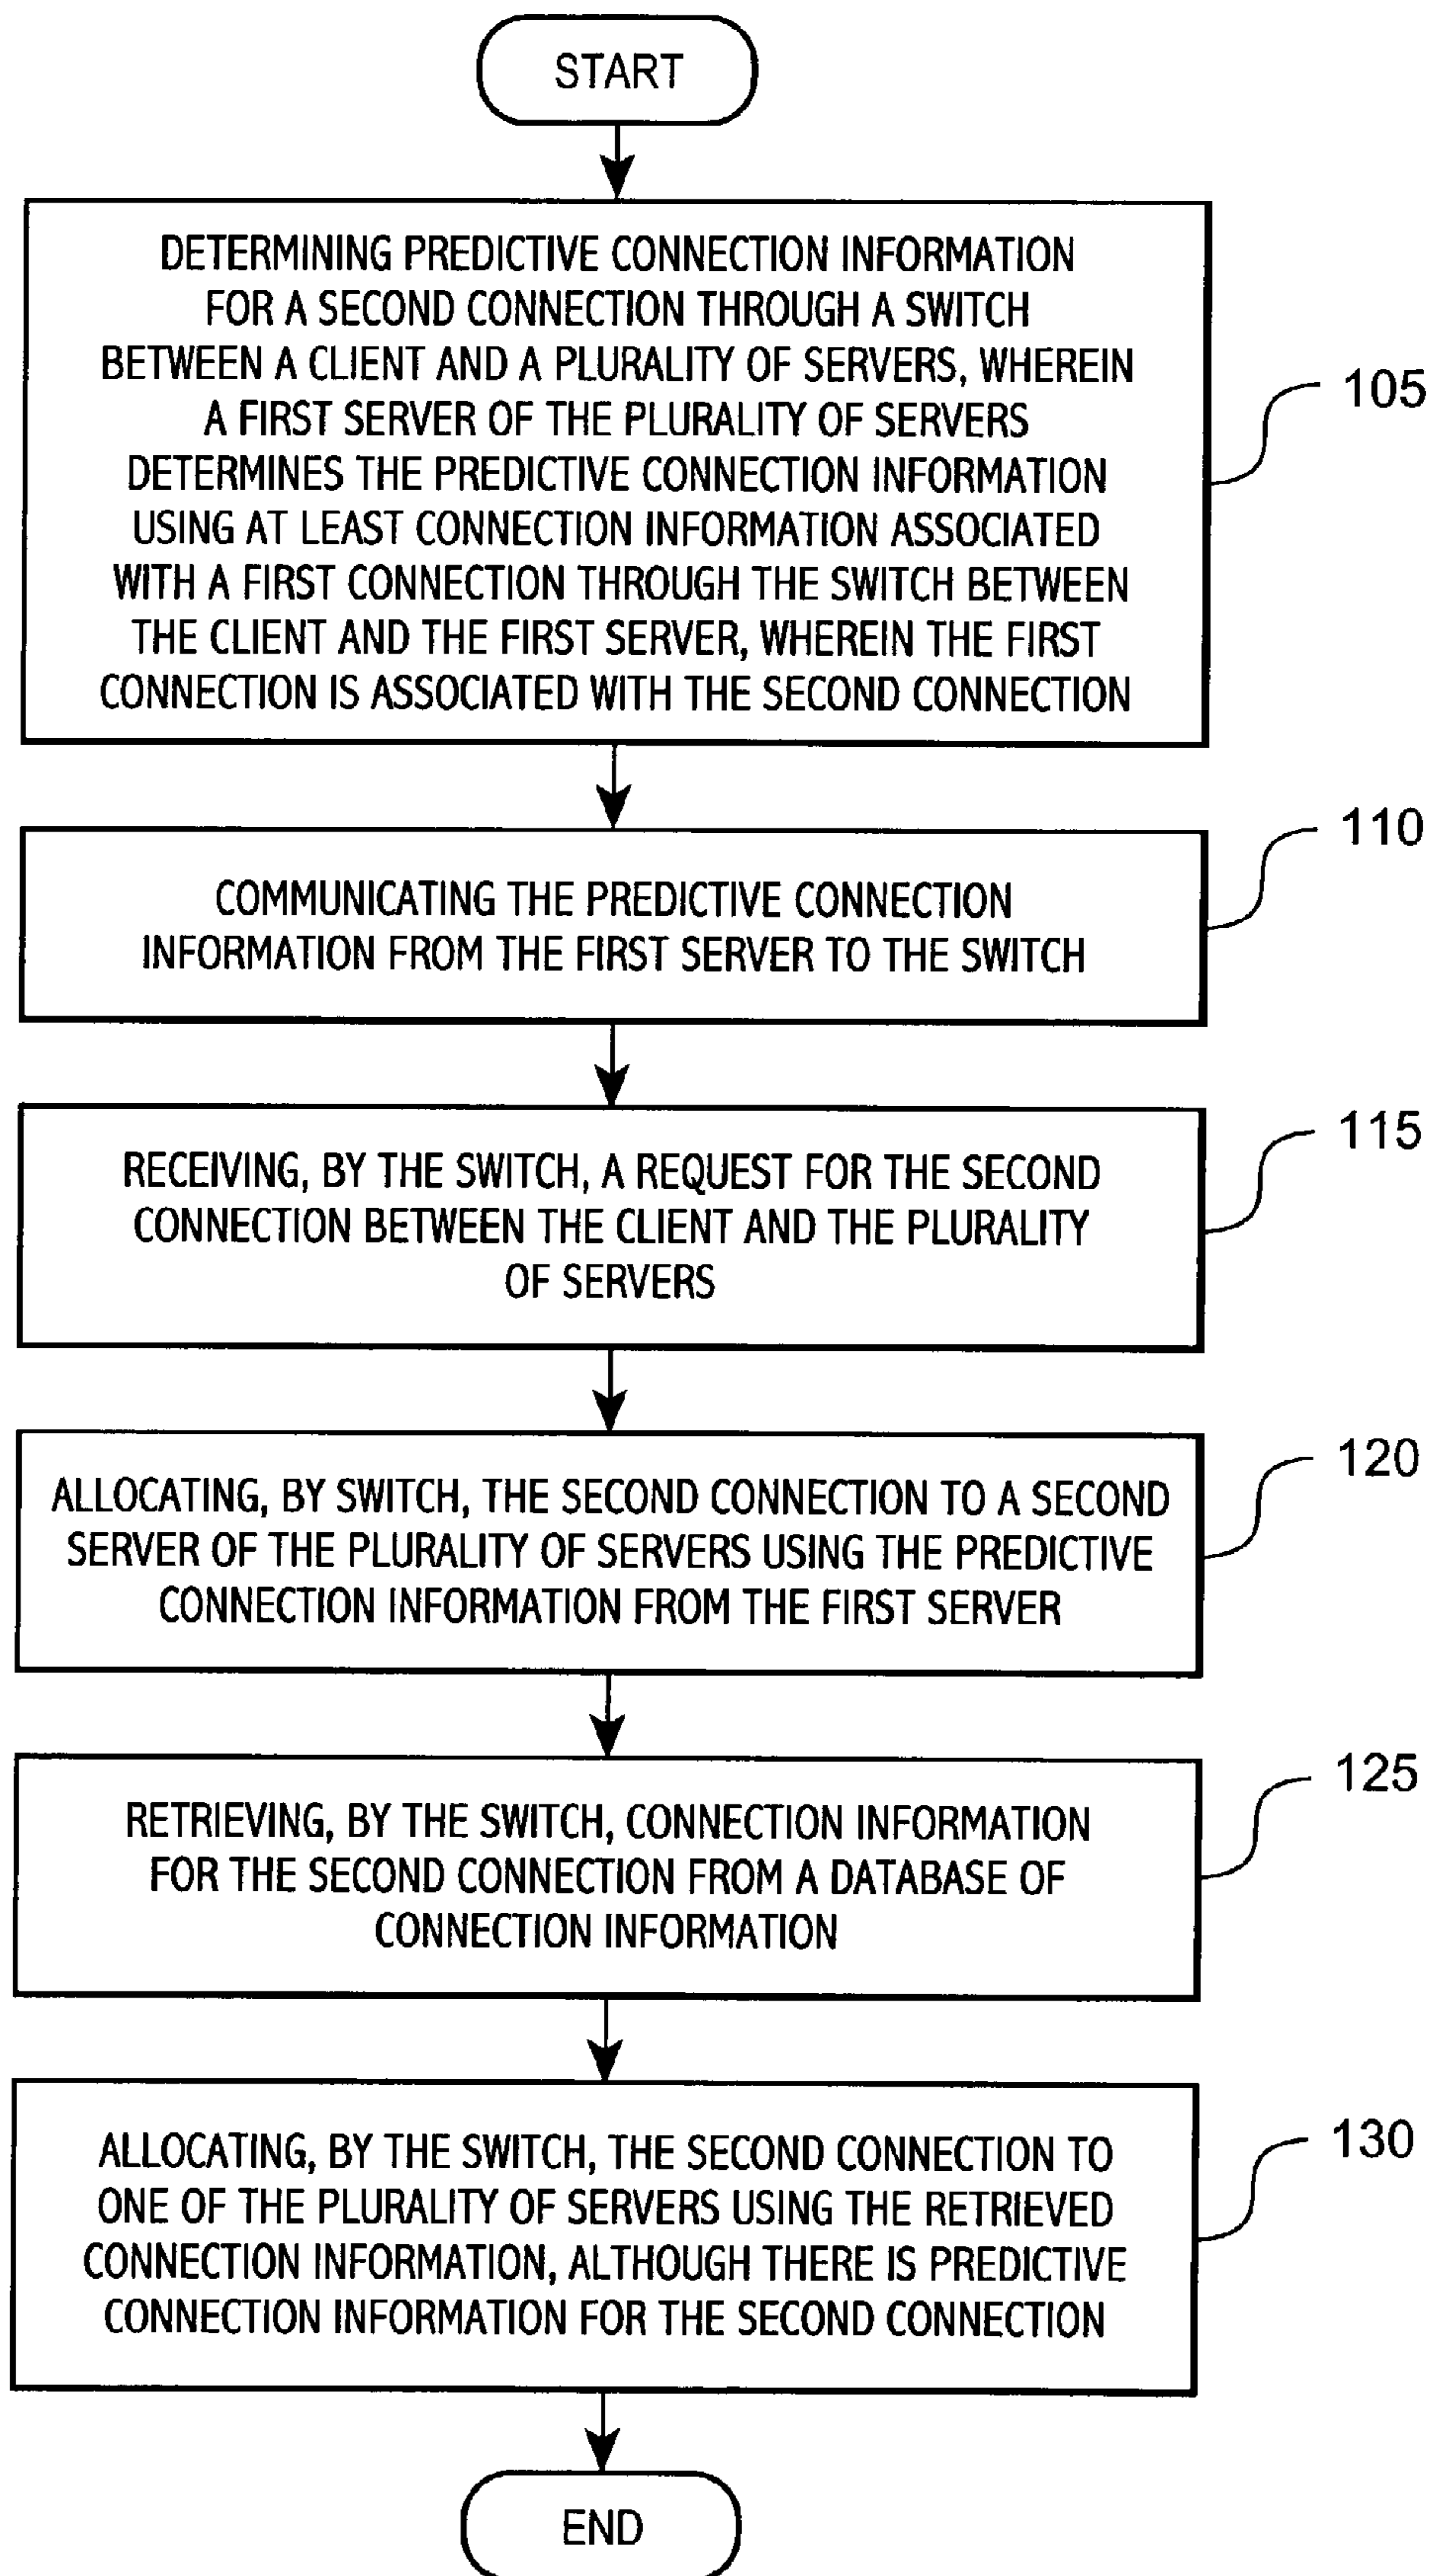 START
DETERMINING PREDICTIVE CONNECTION INFORMATION
FOR A SECOND CONNECTION THROUGH A SWITCH
BETWEEN A CLIENT AND A PLURALITY OF SERVERS, WHEREIN
A FIRST SERVER OF THE PLURALITY OF SERVERS
DETERMINES THE PREDICTIVE CONNECTION INFORMATION
USING AT LEAST CONNECTION INFORMATION ASSOCIATED
WITH A FIRST CONNECTION THROUGH THE SWITCH BETWEEN
THE CLIENT AND THE FIRST SERVER, WHEREIN THE FIRST
CONNECTION IS ASSOCIATED WITH THE SECOND CONNECTION
105
COMMUNICATING THE PREDICTIVE CONNECTION
INFORMATION FROM THE FIRST SERVER TO THE SWITCH
110
RECEIVING, BY THE SWITCH, A REQUEST FOR THE SECOND
CONNECTION BETWEEN THE CLIENT AND THE PLURALITY
OF SERVERS
115
ALLOCATING, BY SWITCH, THE SECOND CONNECTION TO A SECOND
SERVER OF THE PLURALITY OF SERVERS USING THE PREDICTIVE
CONNECTION INFORMATION FROM THE FIRST SERVER
120
RETRIEVING, BY THE SWITCH, CONNECTION INFORMATION
FOR THE SECOND CONNECTION FROM A DATABASE OF
CONNECTION INFORMATION
125
ALLOCATING, BY THE SWITCH, THE SECOND CONNECTION TO
ONE OF THE PLURALITY OF SERVERS USING THE RETRIEVED
CONNECTION INFORMATION, ALTHOUGH THERE IS PREDICTIVE
CONNECTION INFORMATION FOR THE SECOND CONNECTION
130
END